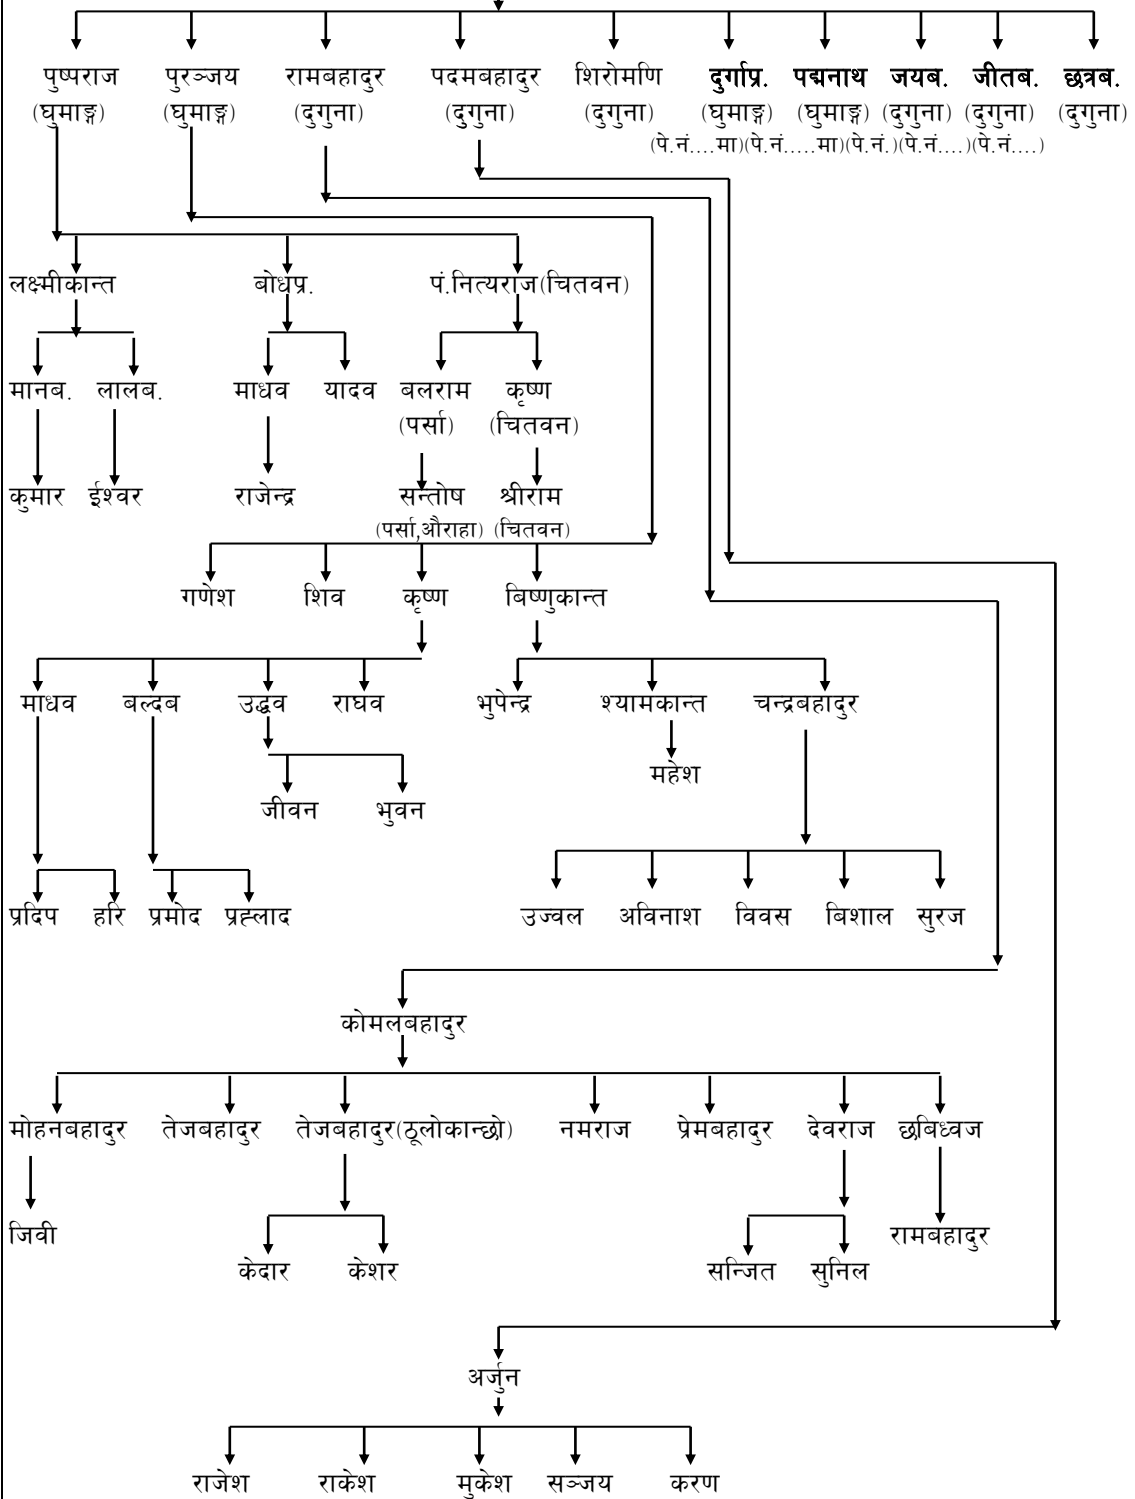 पुष्पराज पुरञ्जय रामबहादुर पदमबहादुर शिरोमणि दुर्गाप्र. पद्मनाथ जयब. जीतब. छत्रब.
(घुमाङ्ग) (घुमाङ्ग) (दुगुना) (दुगुना) (दुगुना) (घुमाङ्ग) (घुमाङ्ग) (दुगुना) (दुगुना) (दुगुना)
(पे.नं....मा)(पे.नं.....मा)(पे.नं.)(पे.नं....)(पे.नं....)
लक्ष्मीकान्त बोधप्र. पं.नित्यराज(चितवन)
मानब. लालब. माधव यादव बलराम कृष्ण
(पर्सा) (चितवन)
कुमार ईश्वर राजेन्द्र सन्तोष श्रीराम
(पर्सा,औराहा) (चितवन)
गणेश शिव कृष्ण बिष्णुकान्त
माधव बल्दब उद्धव राघव भुपेन्द्र श्यामकान्त चन्द्रबहादुर
महेश
जीवन भुवन
प्रदिप हरि प्रमोद प्रह्लाद उज्वल अविनाश विवस बिशाल सुरज
कोमलबहादुर
मोहनबहादुर तेजबहादुर तेजबहादुर(ठूलोकान्छो) नमराज प्रेमबहादुर देवराज छबिध्वज
जिवी रामबहादुर
केदार केशर सन्जित सुनिल
अर्जुन
राजेश राकेश मुकेश सञ्जय करण